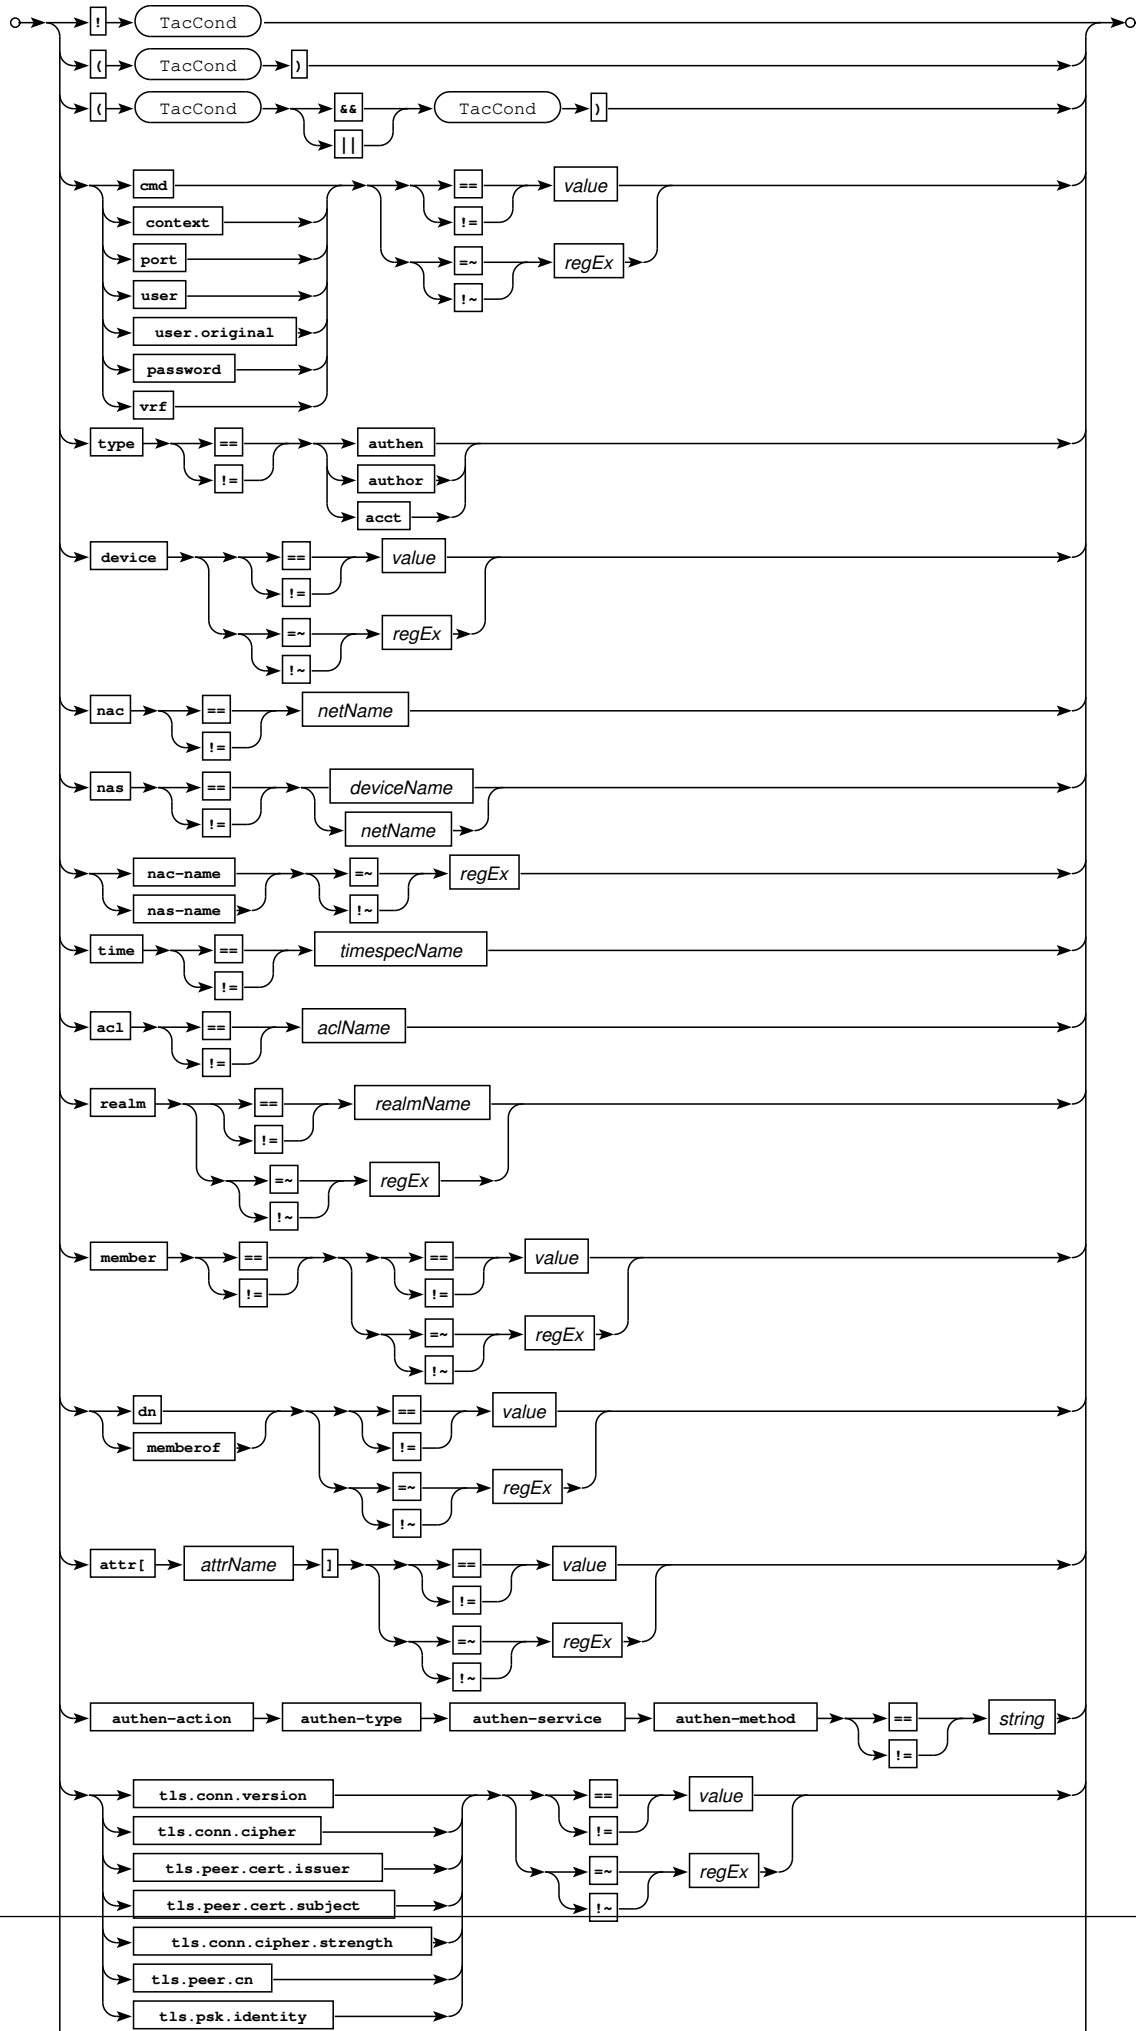 ! TacCond
( TacCond )
( TacCond && TacCond )
||
cmd == value
context !=
port =~ regEx
user !~
user.original
password
vrf
type == authen
!= author
acct
device == value
!=
=~ regEx
!~
nac == netName
!=
nas == deviceName
!= netName
nac-name =~ regEx
nas-name !~
time == timespecName
!=
acl == aclName
!=
realm == realmName
!=
=~ regEx
!~
member == == value
!= !=
=~ regEx
!~
dn == value
memberof !=
=~ regEx
!~
attr[ attrName ] == value
!=
=~ regEx
!~
authen-action authen-type authen-service authen-method == string
!=
tls.conn.version == value
tls.conn.cipher !=
tls.peer.cert.issuer =~ regEx
tls.peer.cert.subject !~
tls.conn.cipher.strength
tls.peer.cn
tls.psk.identity